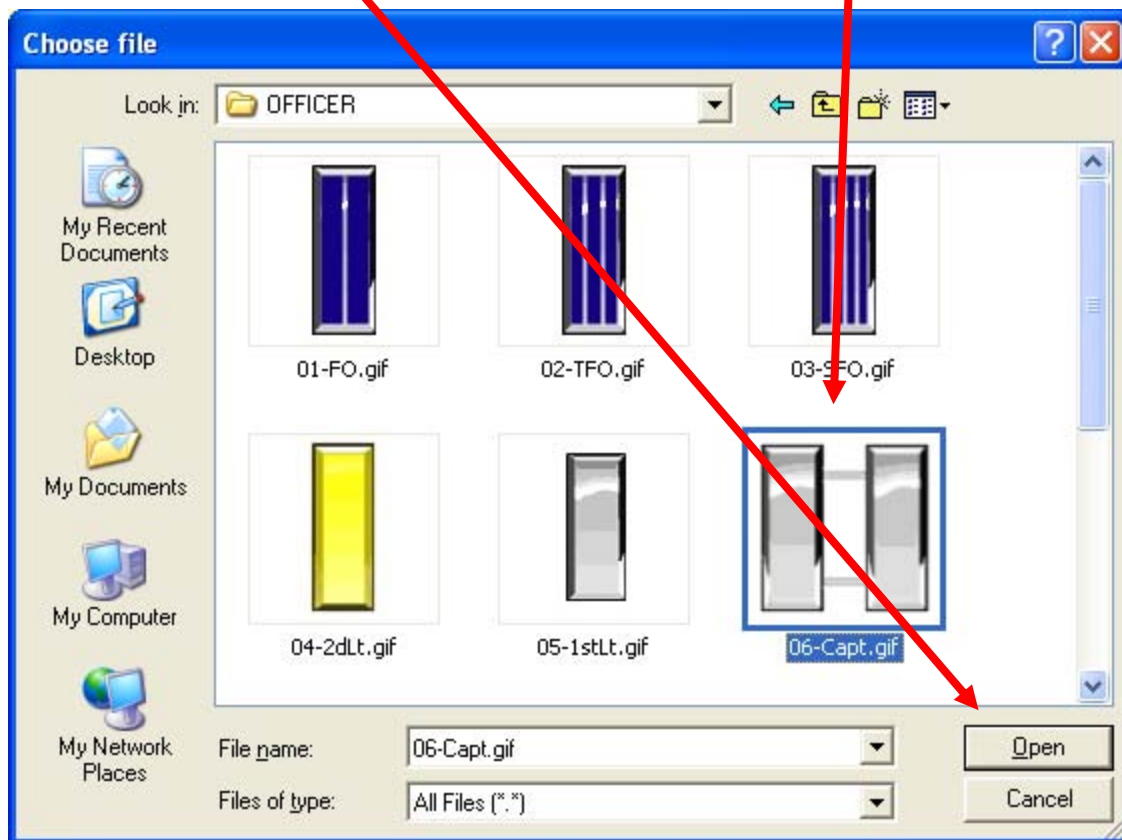 Choose file
Look in:
OFFICER
My Recent
Documents
Desktop
My Documents
My Computer
My Network
Places
01-FO.gif
02-TFO.gif
03-SFO.gif
04-2dLt.gif
05-1stLt.gif
06-Capt.gif
File name:
06-Capt.gif
Open
Files of type:
All Files (*.*)
Cancel